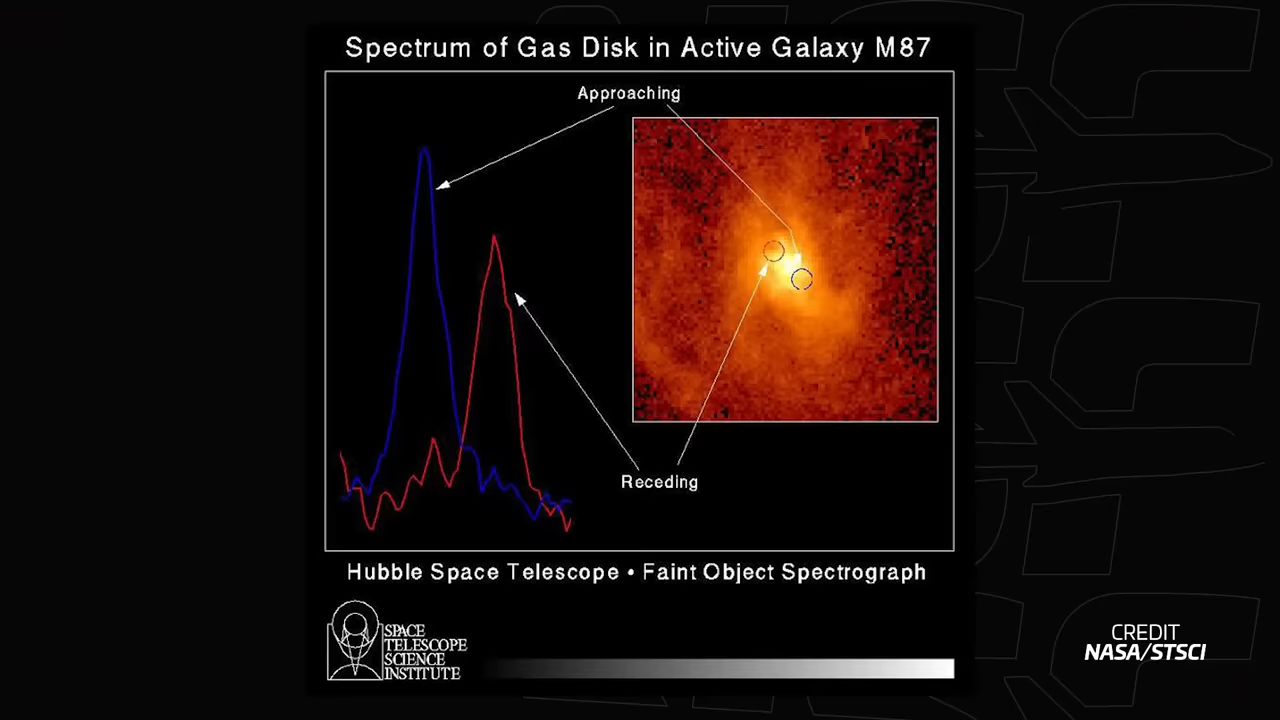 Spectrum of Gas Disk in Active Galaxy M87
Approaching
Receding
Hubble Space Telescope • Faint Object Spectrograph
SPACE
TELESCOPE
SCIENCE
INSTITUTE
CREDIT
NASA/STSCI